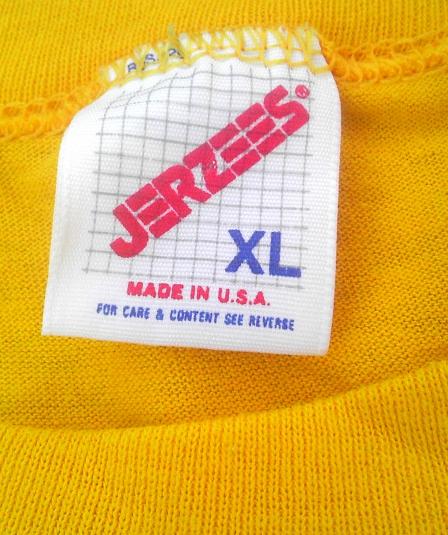 JERZEES®
XL
MADE IN U.S.A.
FOR CARE & CONTENT SEE REVERSE